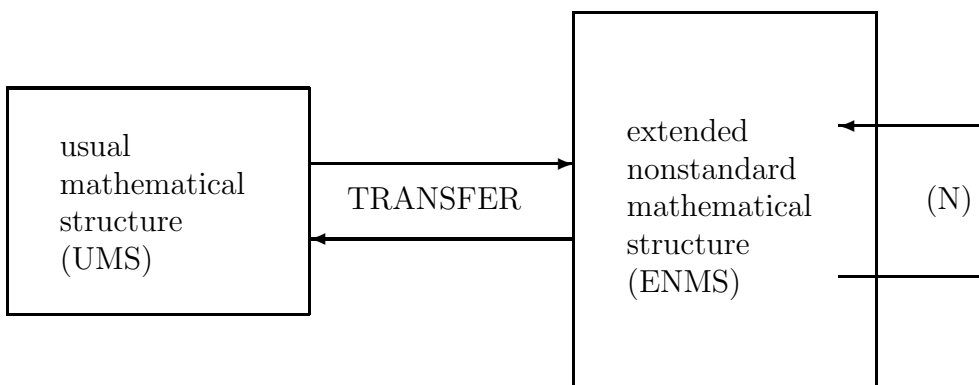 usual
mathematical
structure
(UMS)
TRANSFER
extended
nonstandard
mathematical
structure
(ENMS)
(N)